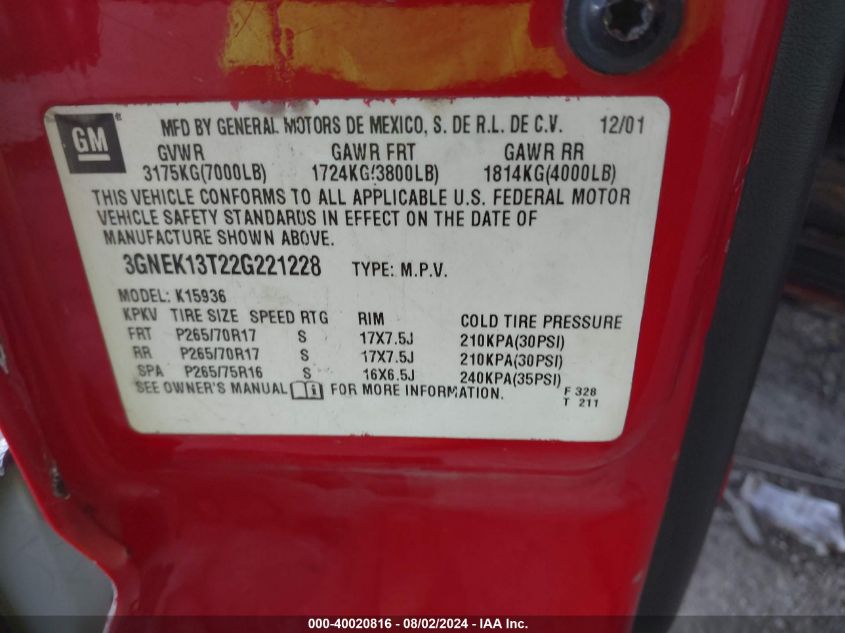 GM
MFD BY GENERAL MOTORS DE MEXICO, S. DE R.L. DE C.V. 12/01
GVWR GAWR FRT GAWR RR
3175KG(7000LB) 1724KG(3800LB) 1814KG(4000LB)
THIS VEHICLE CONFORMS TO ALL APPLICABLE U.S. FEDERAL MOTOR
VEHICLE SAFETY STANDARDS IN EFFECT ON THE DATE OF
MANUFACTURE SHOWN ABOVE.
3GNEK13T22G221228 TYPE: M.P.V.
MODEL: K15936
KPKV TIRE SIZE SPEED RTG RIM COLD TIRE PRESSURE
FRT P265/70R17 S 17X7.5J 210KPA(30PSI)
RR P265/70R17 S 17X7.5J 210KPA(30PSI)
SPA P265/75R16 S 16X6.5J 240KPA(35PSI)
SEE OWNER'S MANUAL FOR MORE INFORMATION. F 328
T 211
000-40020816 - 08/02/2024 - IAA Inc.